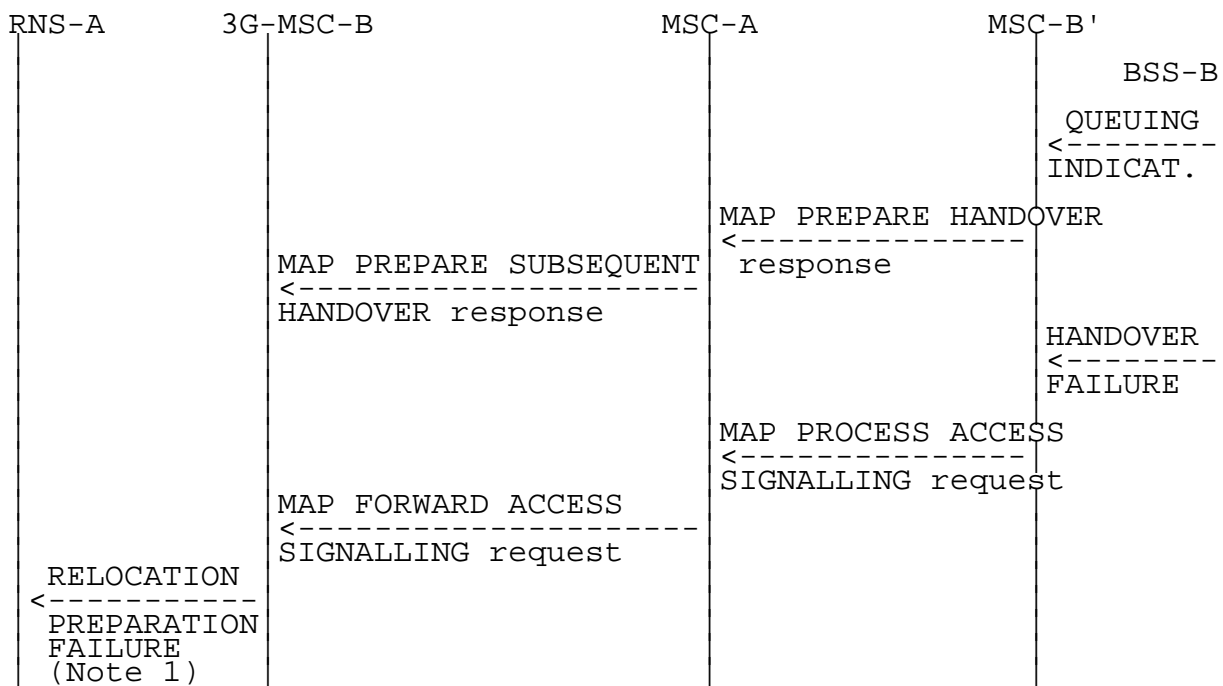 RNS-A 3G-MSC-B MSC-A MSC-B'
BSS-B
QUEUING
<--------
INDICAT.
MAP PREPARE HANDOVER
<---------------
MAP PREPARE SUBSEQUENT response
<---------------------
HANDOVER response
HANDOVER
<--------
FAILURE
MAP PROCESS ACCESS
<---------------
SIGNALLING request
MAP FORWARD ACCESS
<---------------------
SIGNALLING request
RELOCATION
<-----------
PREPARATION
FAILURE
(Note 1)